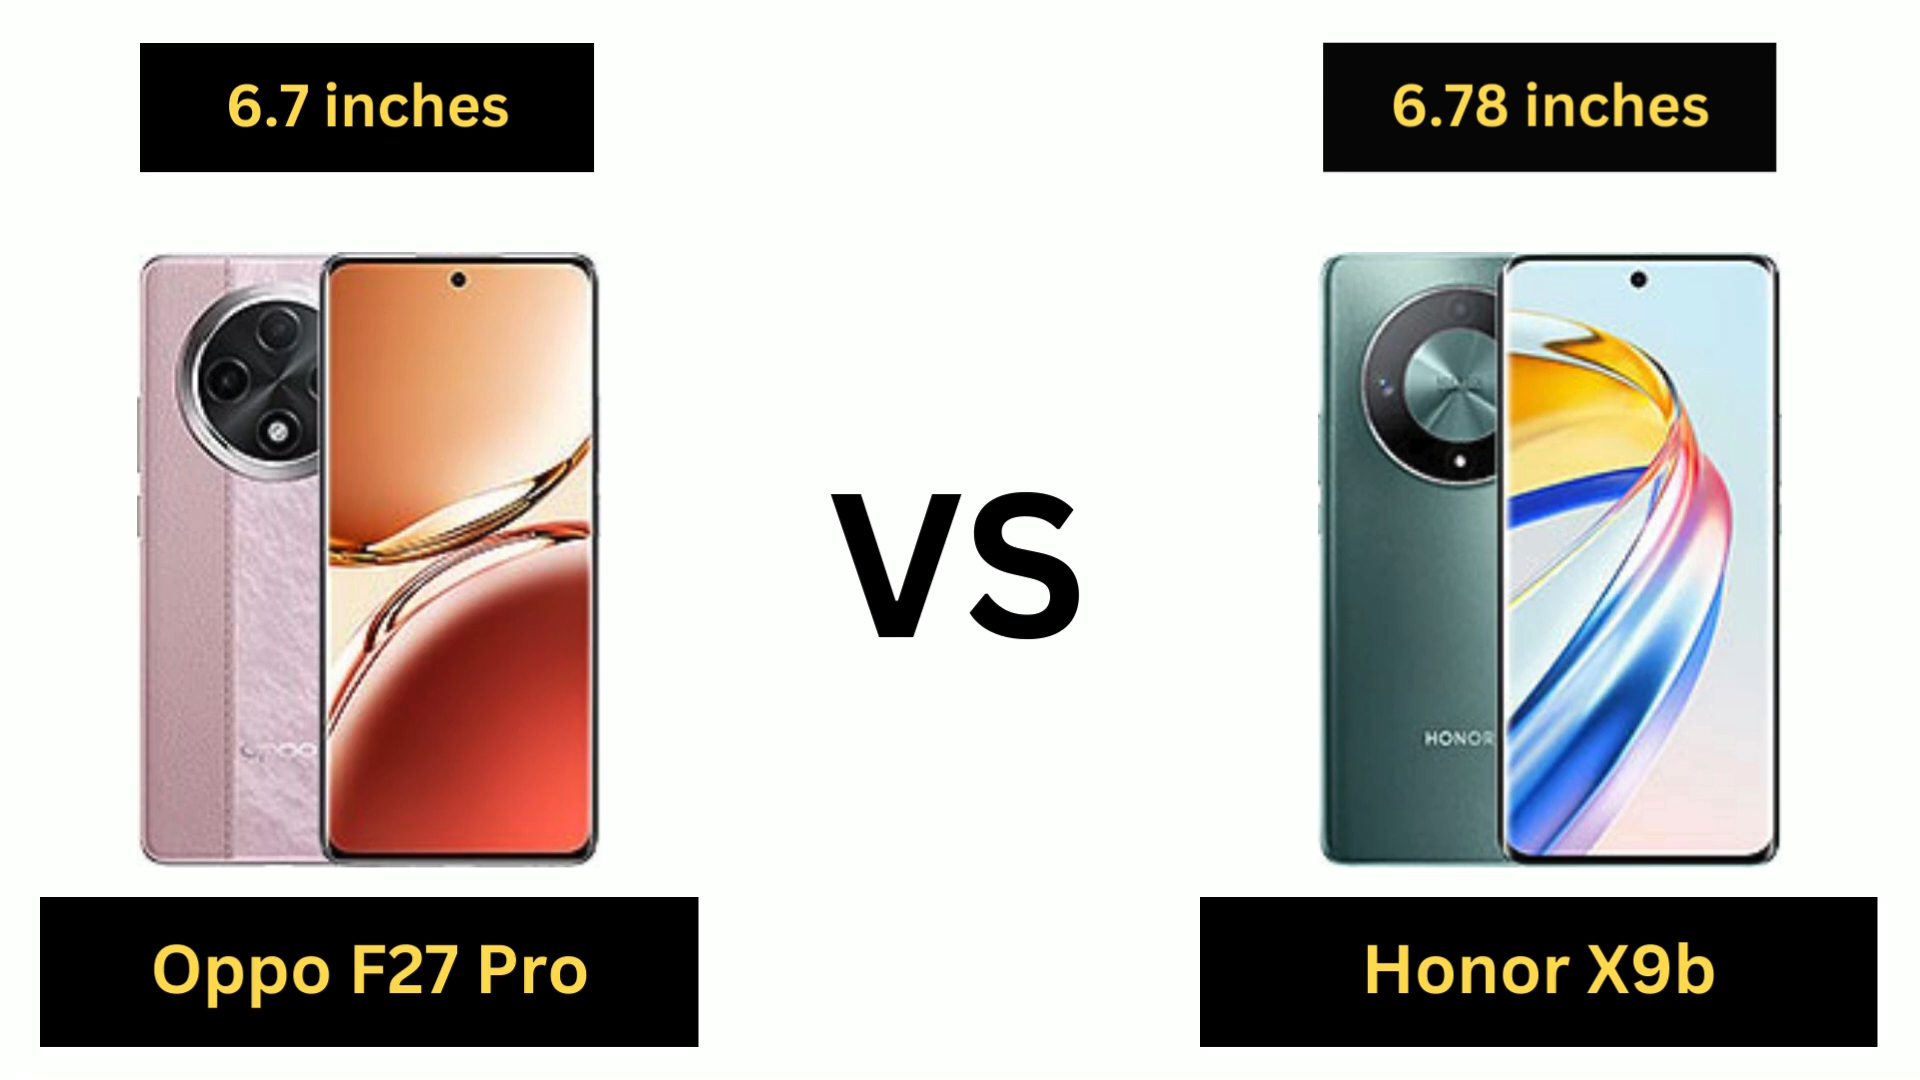 6.7 inches
6.78 inches
VS
HONOR
Oppo F27 Pro
Honor X9b